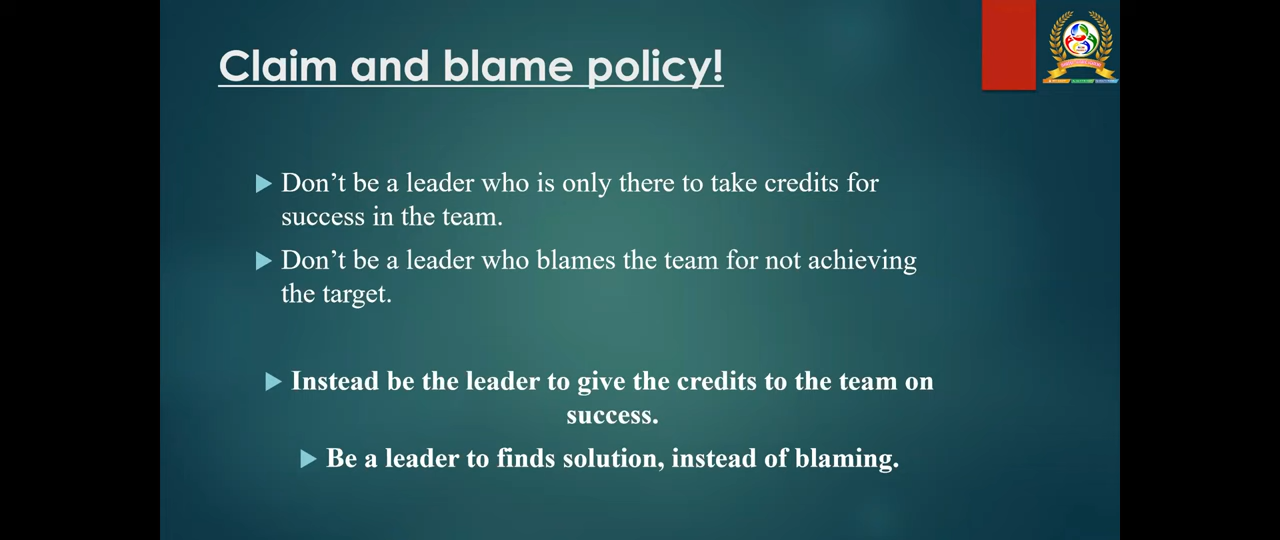 Claim and blame policy!
Don't be a leader who is only there to take credits for
success in the team.
Don't be a leader who blames the team for not achieving
the target.
Instead be the leader to give the credits to the team on
success.
Be a leader to finds solution, instead of blaming.